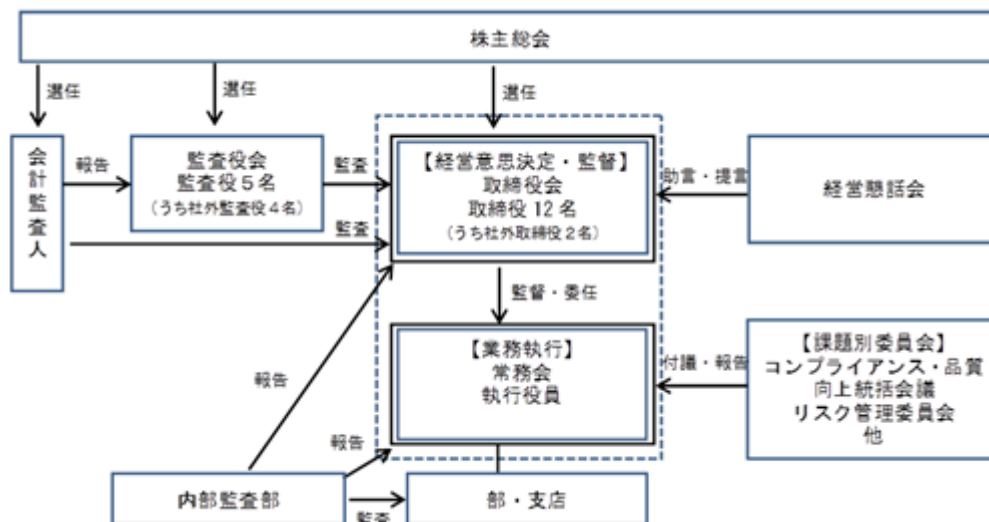 株主総会
選任
選任
選任
会計監査人
報告
監査役会
監査役5名
(うち社外監査役4名)
監査
監査
【経営意思決定・監督】
取締役会
取締役12名
(うち社外取締役2名)
助言・提言
経営懇話会
監督・委任
【業務執行】
常務会
執行役員
付議・報告
【課題別委員会】
コンプライアンス・品質
向上統括会議
リスク管理委員会
他
報告
報告
内部監査部
監査
部・支店